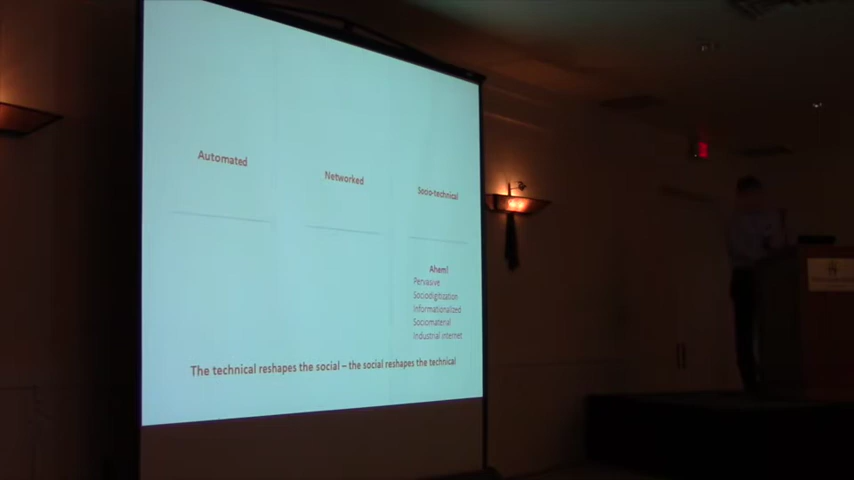 Automated
Networked
Socio-technical
Ahem!
Pervasive
Sociodigitization
Informationalized
Sociomaterial
Industrial internet
The technical reshapes the social – the social reshapes the technical